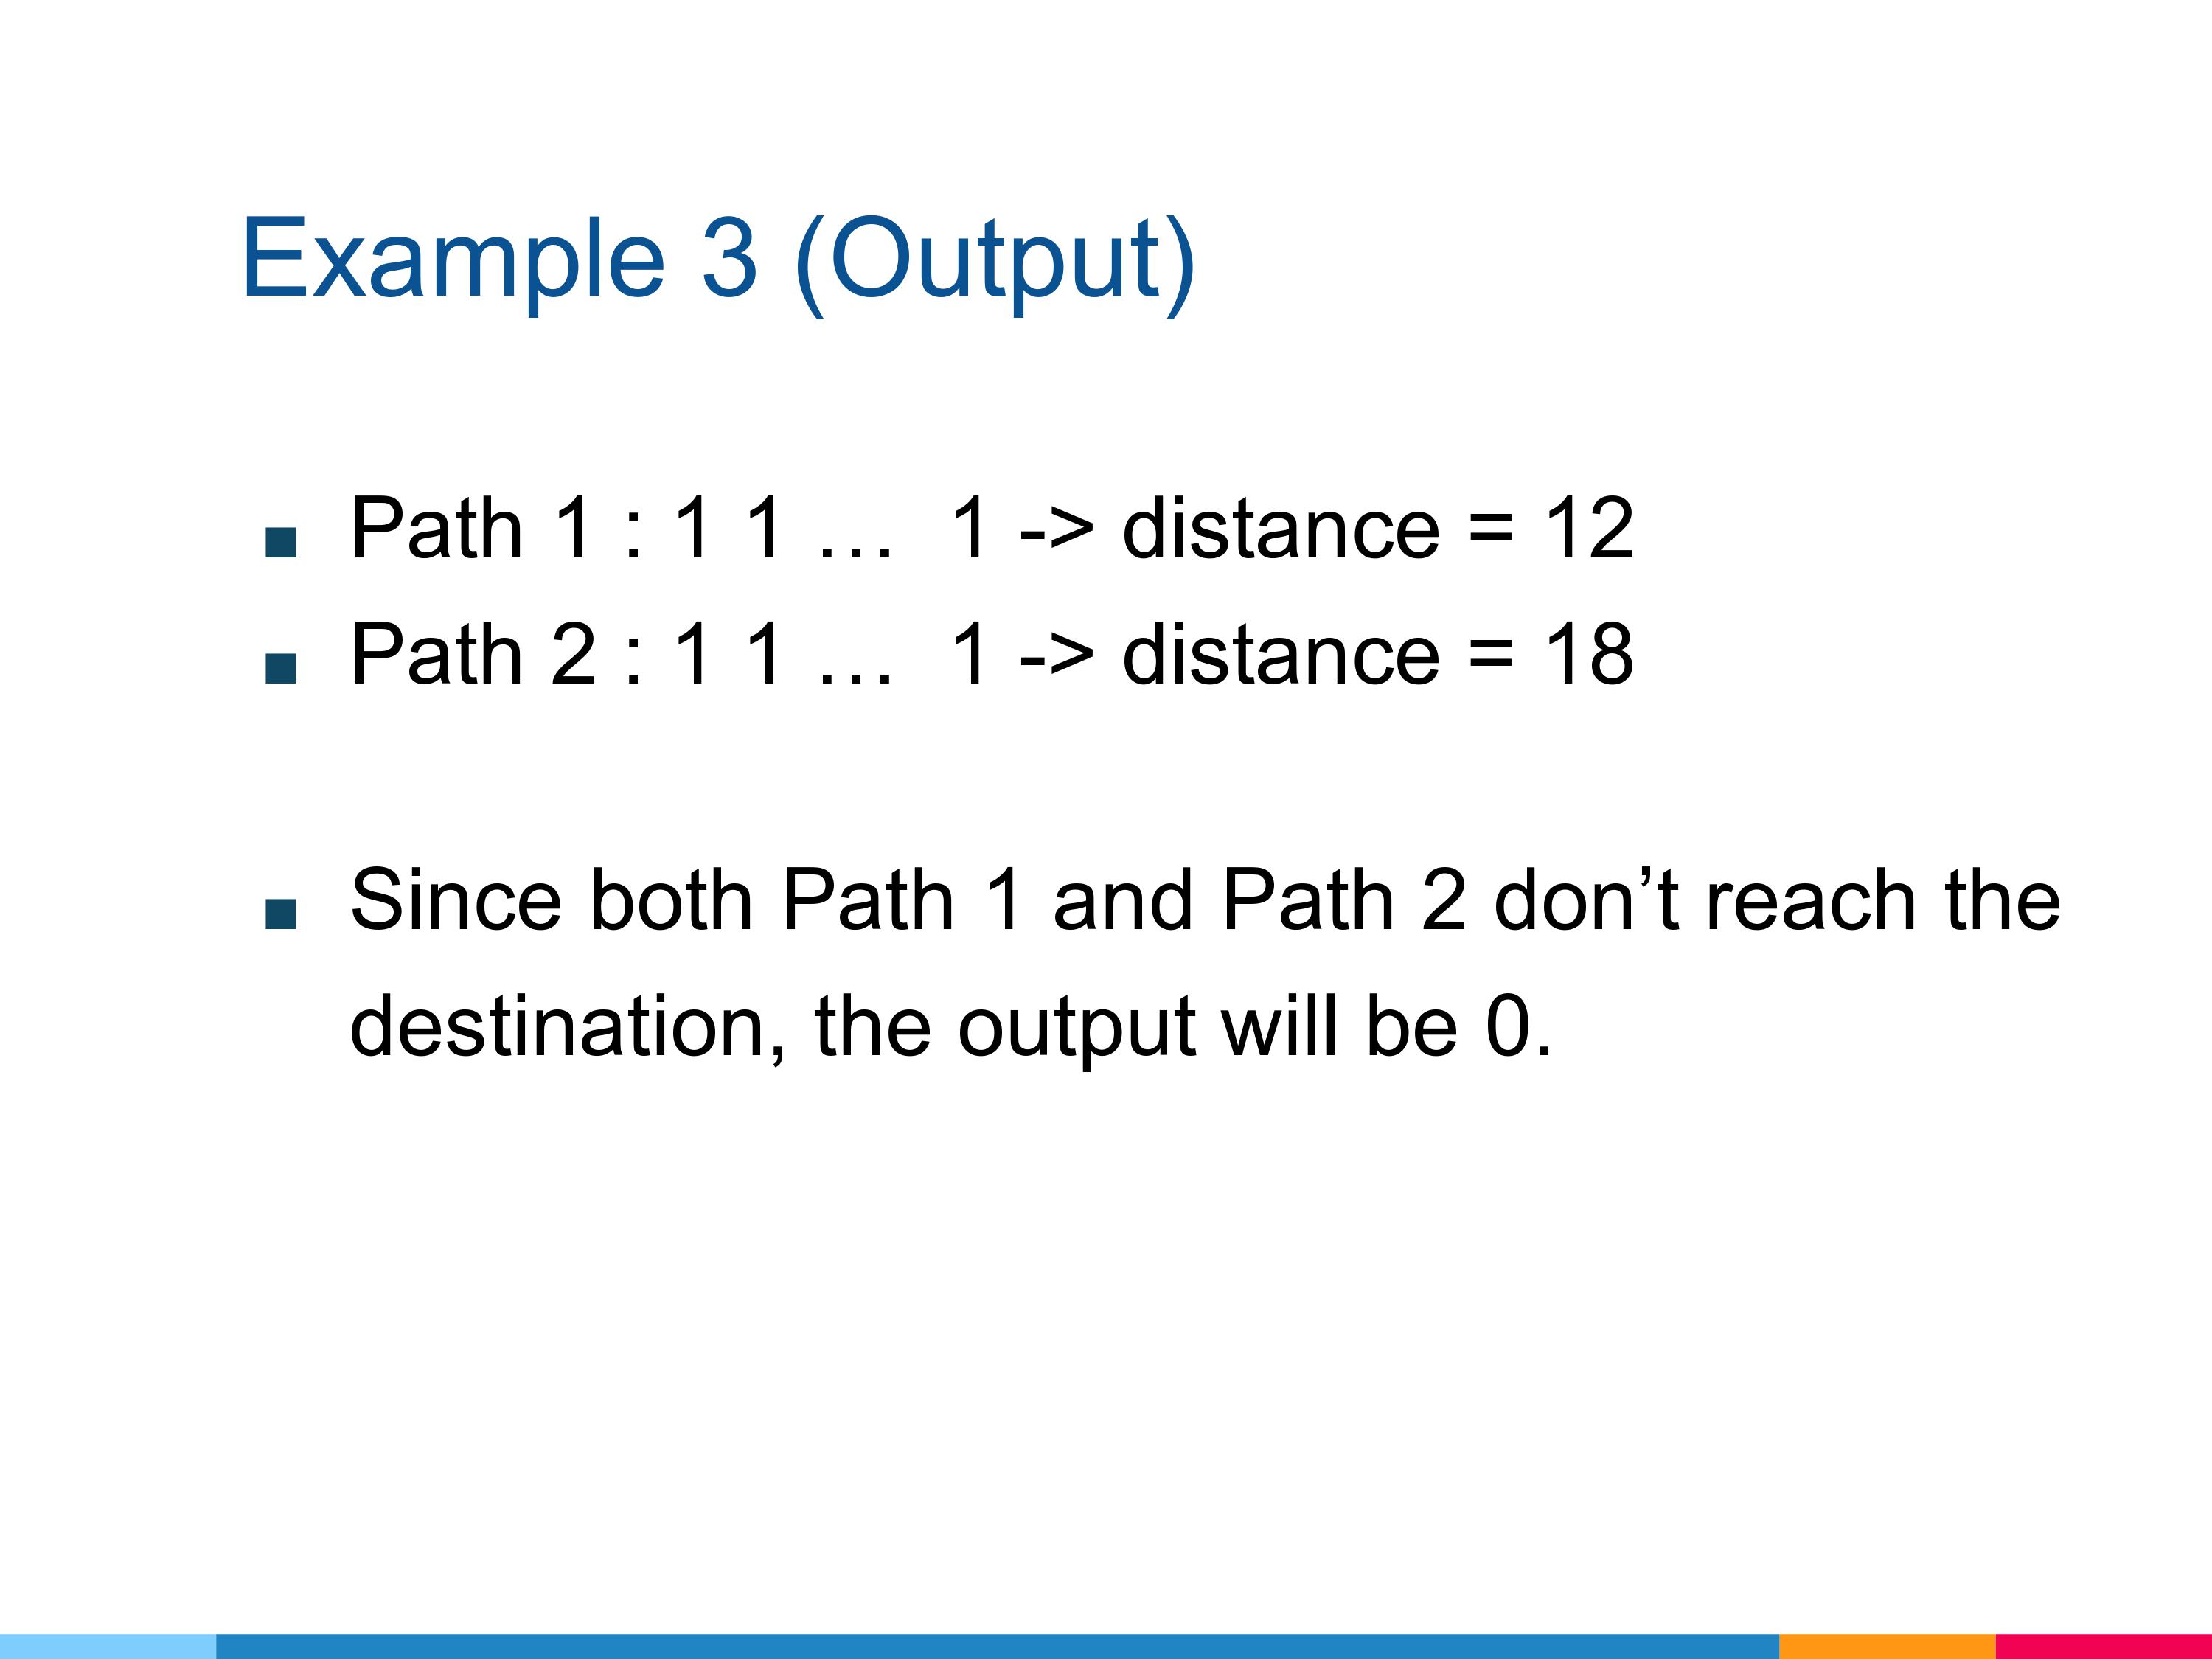 Example 3 (Output)
Path 1 : 1 1 … 1 -> distance = 12
Path 2 : 1 1 … 1 -> distance = 18
Since both Path 1 and Path 2 don’t reach the
destination, the output will be 0.